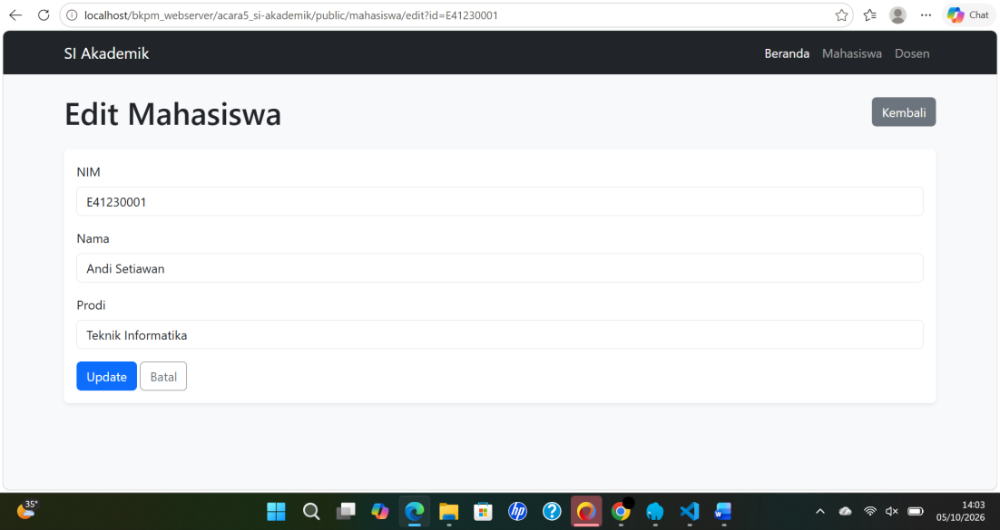 localhost/bkpm_webserver/acara5_si-akademik/public/mahasiswa/edit?id=E41230001
Chat
SI Akademik
Beranda
Mahasiswa
Dosen
Edit Mahasiswa
Kembali
NIM
E41230001
Nama
Andi Setiawan
Prodi
Teknik Informatika
Update
Batal
35°
hp
?
W
14:03
05/10/2026